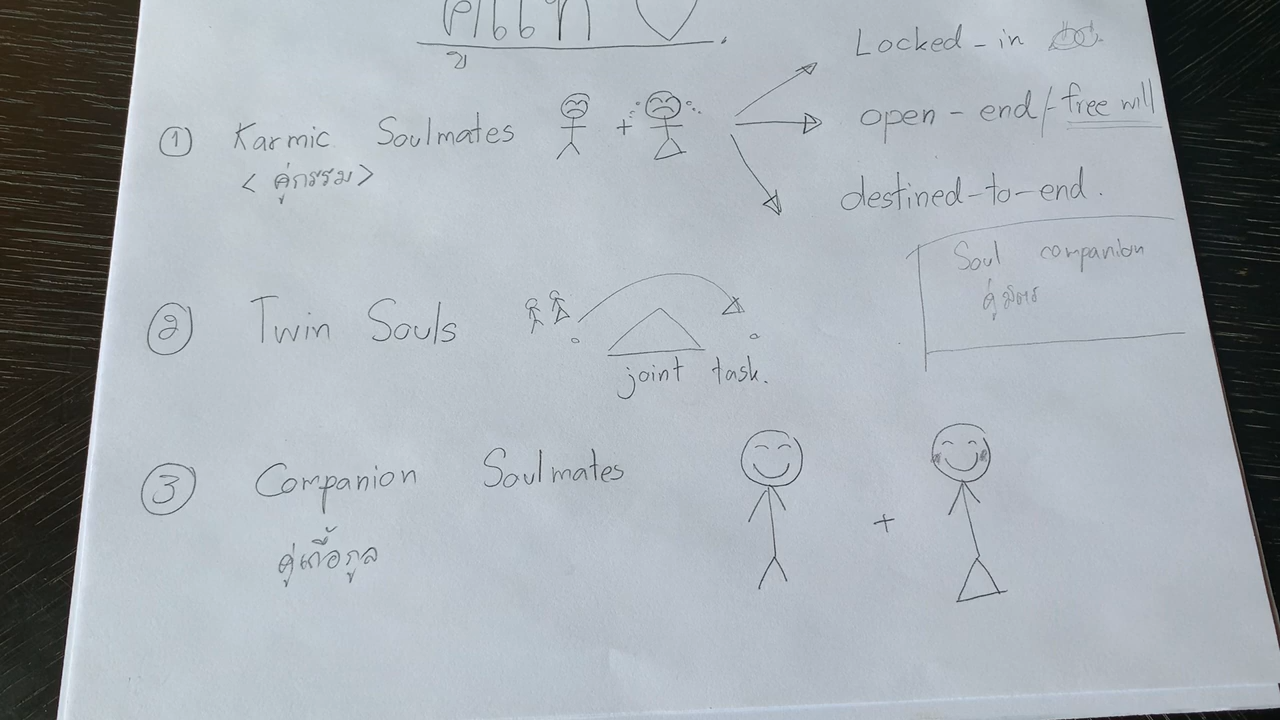 ① Karmic Soulmates
< คู่กรรม >
Locked-in
open-end / free will
destined-to-end.
Soul companion
คู่มิตร
② Twin Souls
joint task.
③ Companion Soulmates
คู่เกื้อกูล